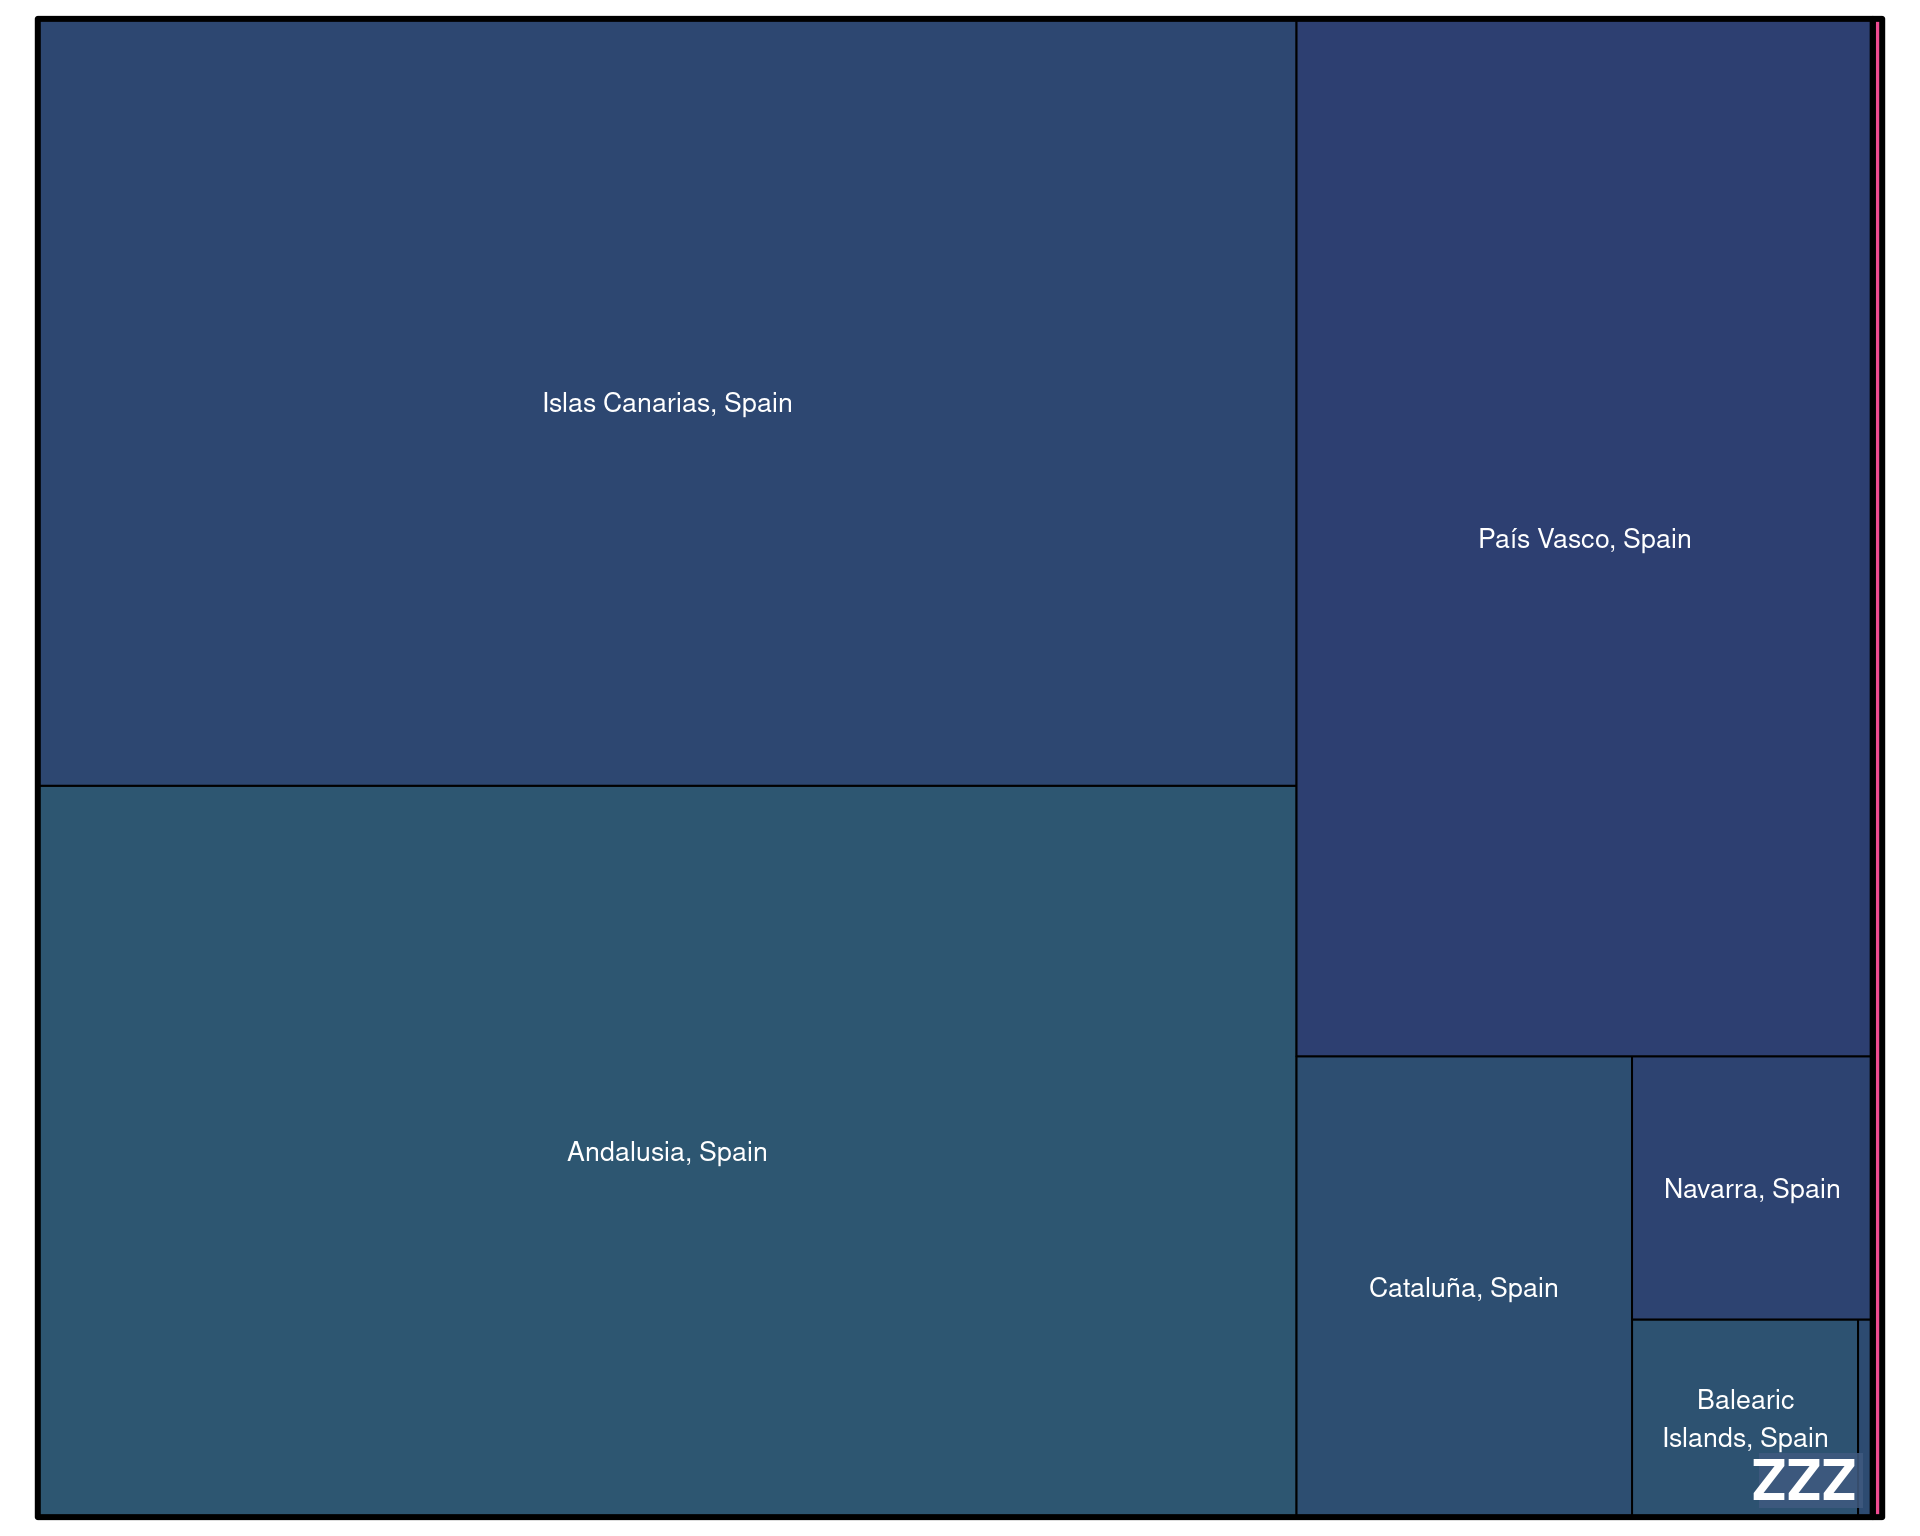 Islas Canarias, Spain
País Vasco, Spain
Andalusia, Spain
Navarra, Spain
Cataluña, Spain
Balearic
Islands, Spain
ZZZ